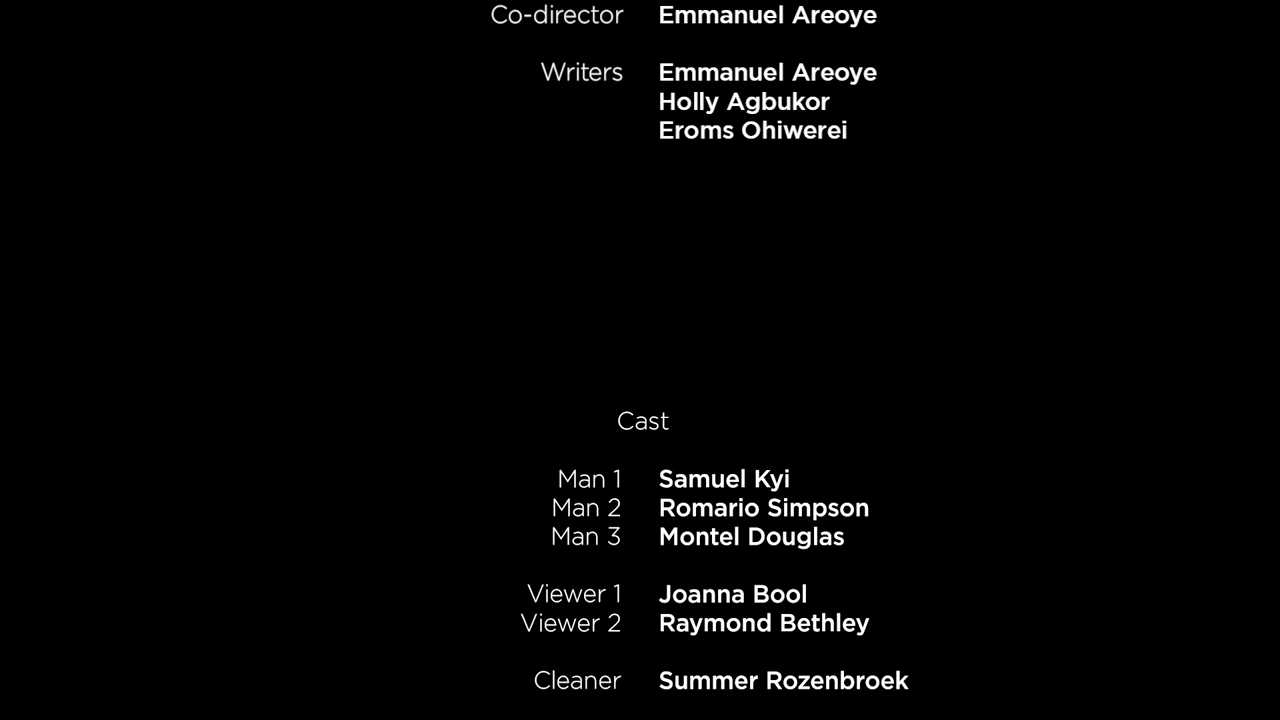 Co-director Emmanuel Areoye
Writers Emmanuel Areoye
Holly Agbukor
Eroms Ohiwerei
Cast
Man 1 Samuel Kyi
Man 2 Romario Simpson
Man 3 Montel Douglas
Viewer 1 Joanna Bool
Viewer 2 Raymond Bethley
Cleaner Summer Rozenbroek